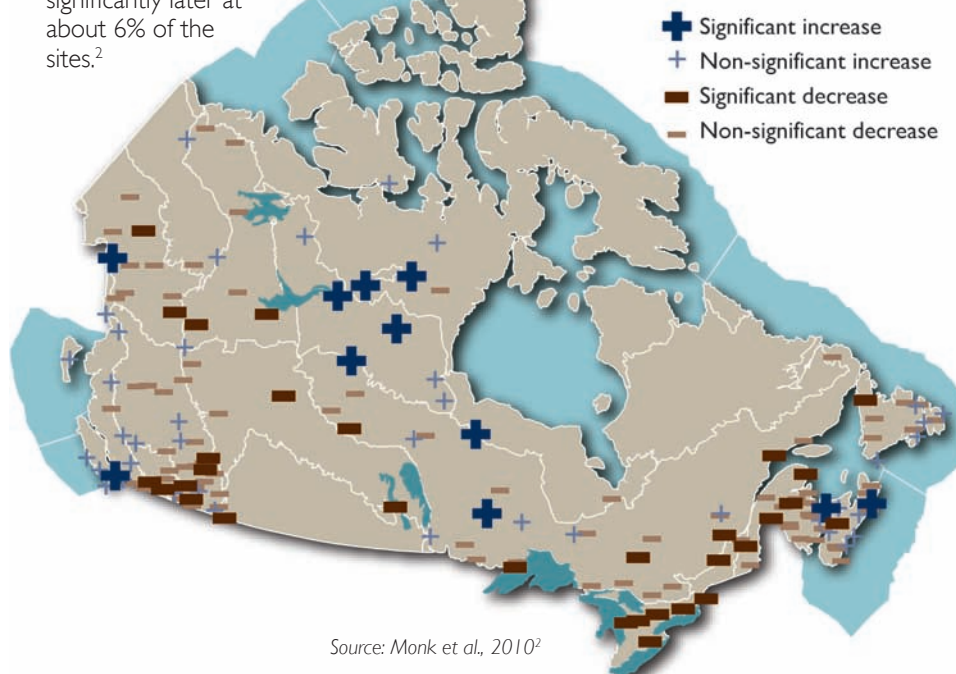 significantly later at
about 6% of the
sites.2
Significant increase
Non-significant increase
Significant decrease
Non-significant decrease
Source: Monk et al., 20102